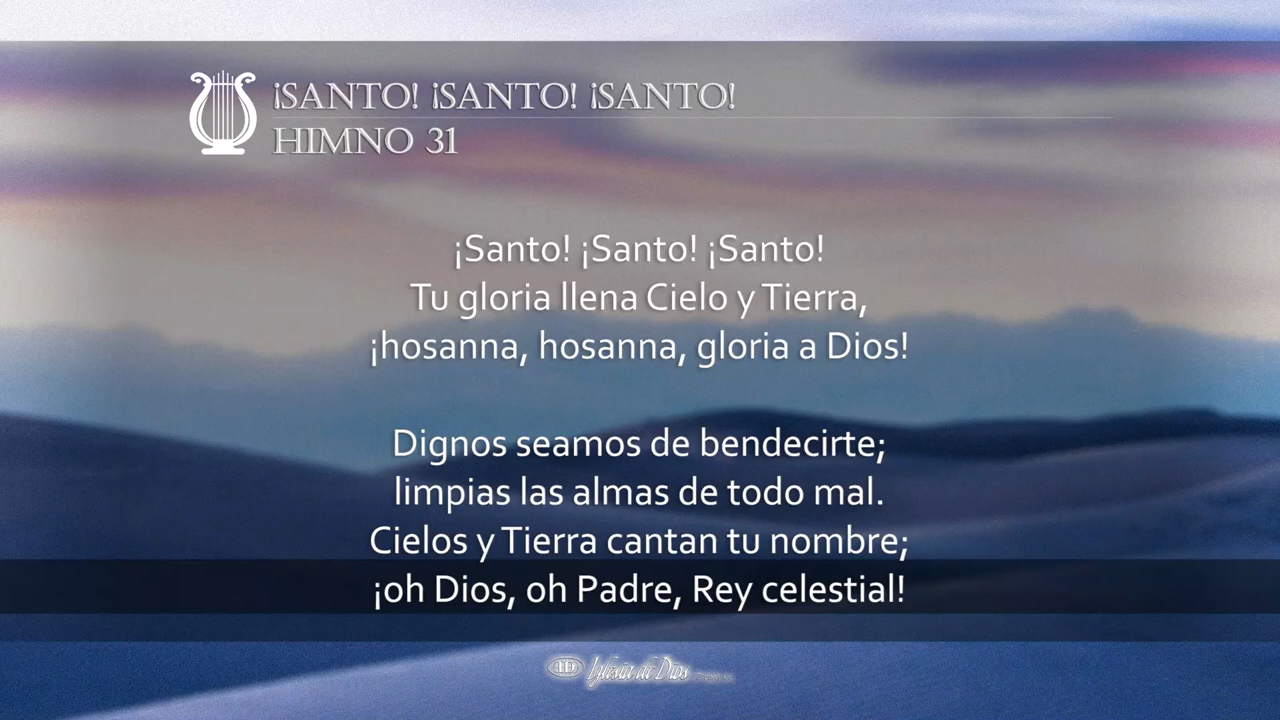 ¡SANTO! ¡SANTO! ¡SANTO!
HIMNO 31
¡Santo! ¡Santo! ¡Santo!
Tu gloria llena Cielo y Tierra,
¡hosanna, hosanna, gloria a Dios!
Dignos seamos de bendecirte;
limpias las almas de todo mal.
Cielos y Tierra cantan tu nombre;
¡oh Dios, oh Padre, Rey celestial!
Iglesia de Dios